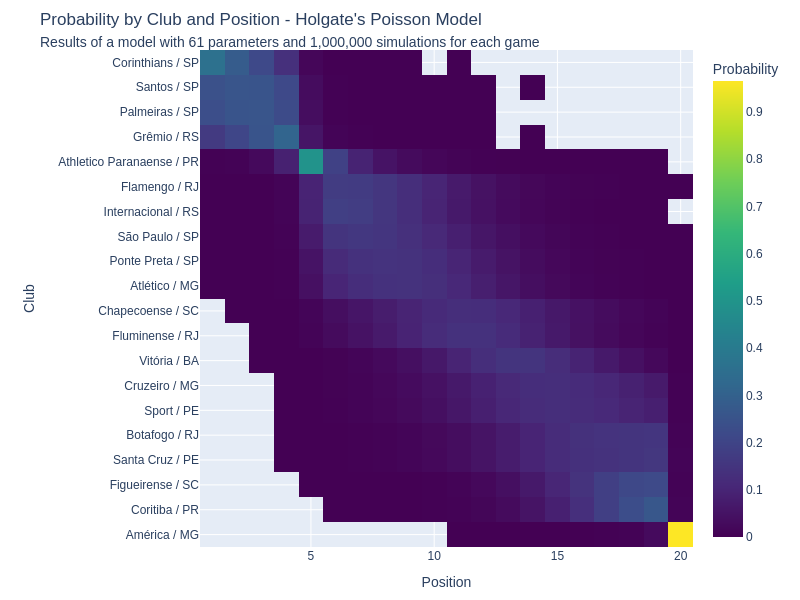 Probability by Club and Position - Holgate's Poisson Model
Results of a model with 61 parameters and 1,000,000 simulations for each game
Probability
Corinthians / SP
Santos / SP
Palmeiras / SP
Grêmio / RS
Athletico Paranaense / PR
Flamengo / RJ
Internacional / RS
São Paulo / SP
Ponte Preta / SP
Atlético / MG
Chapecoense / SC
Fluminense / RJ
Vitória / BA
Cruzeiro / MG
Sport / PE
Botafogo / RJ
Santa Cruz / PE
Figueirense / SC
Coritiba / PR
América / MG
Club
5
10
15
20
Position
0.9
0.8
0.7
0.6
0.5
0.4
0.3
0.2
0.1
0